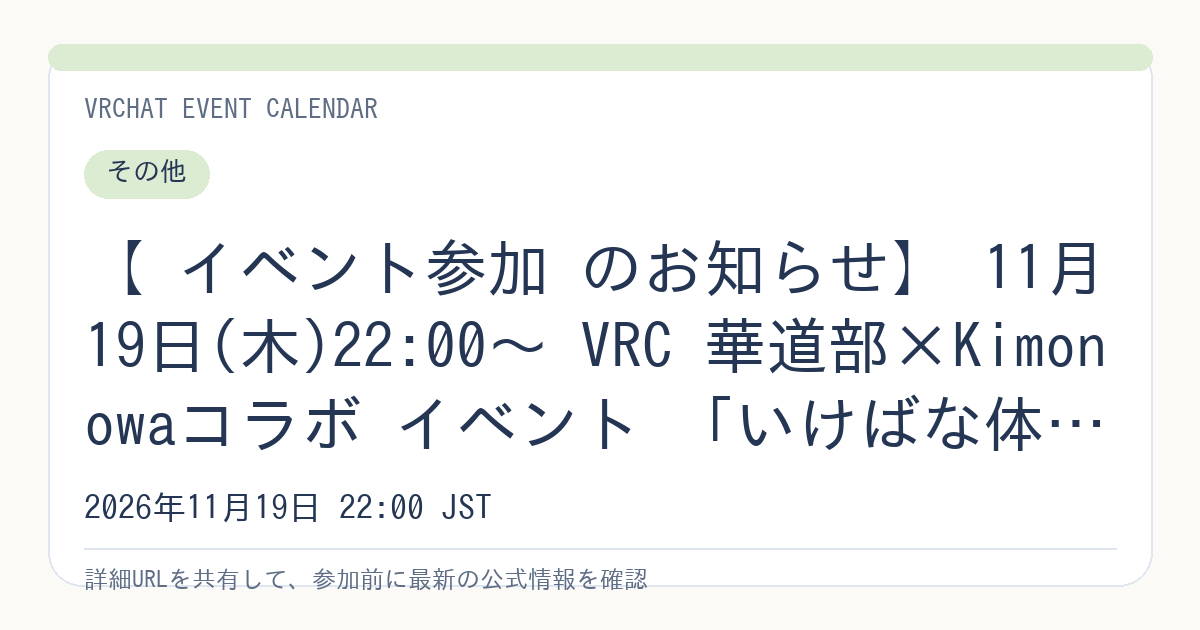 VRCHAT EVENT CALENDAR
その他
【 イベント参加 のお知らせ】 11月
19日(木)22:00～ VRC 華道部×Kimon
owaコラボ イベント 「いけばな体…
2026年11月19日 22:00 JST
詳細URLを共有して、参加前に最新の公式情報を確認